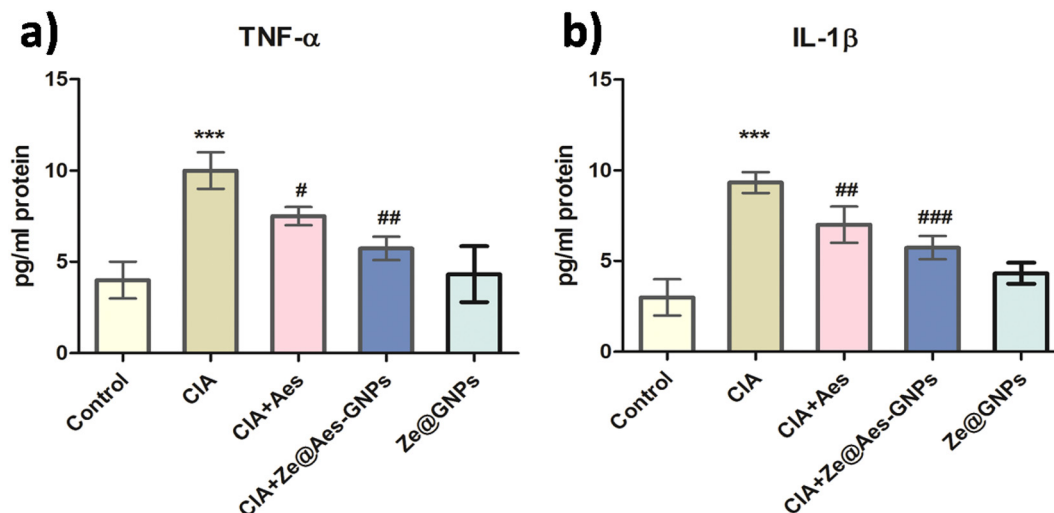 a)
TNF-α
pg/ml protein
15
10
5
0
***
#
##
Control
CIA
CIA+Aes
CIA+Ze@Aes-GNPs
Ze@GNPs
b)
IL-1β
pg/ml protein
15
10
5
0
***
##
###
Control
CIA
CIA+Aes
CIA+Ze@Aes-GNPs
Ze@GNPs